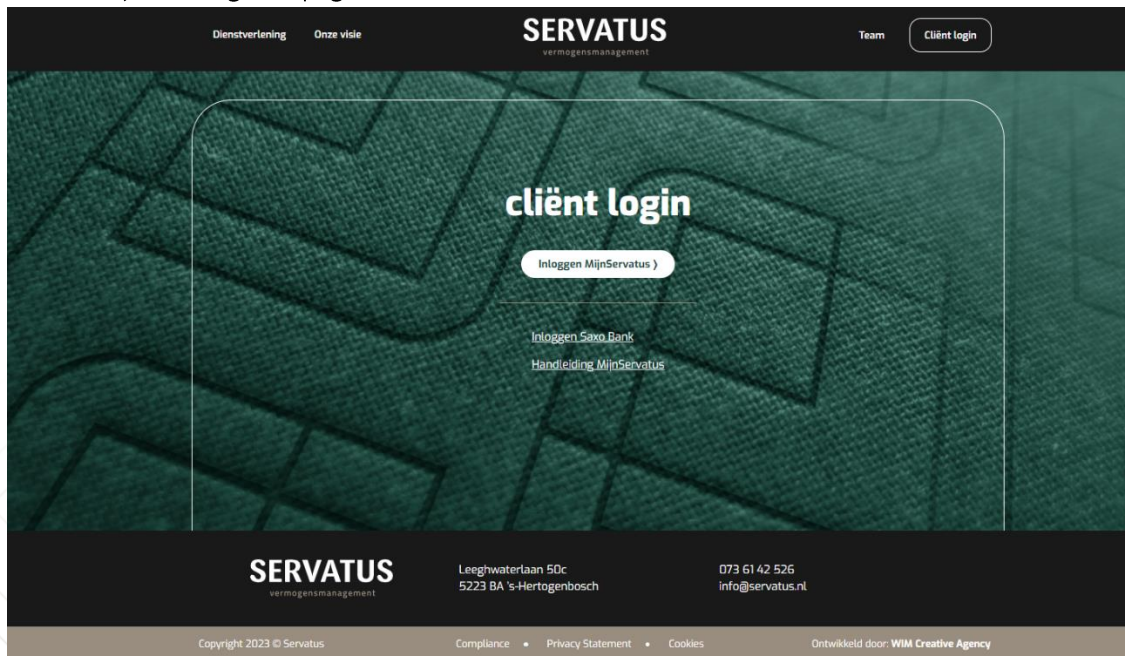 Dienstverlening Onze visie SERVATUS Team Cliënt login
vermogensmanagement
cliënt login
Inloggen MijnServatus ⟩
Inloggen Saxo Bank
Handleiding MijnServatus
SERVATUS
vermogensmanagement
Leeghwaterlaan 50c
5223 BA 's-Hertogenbosch
073 61 42 526
info@servatus.nl
Copyright 2023 © Servatus Compliance • Privacy Statement • Cookies Ontwikkeld door: WIM Creative Agency